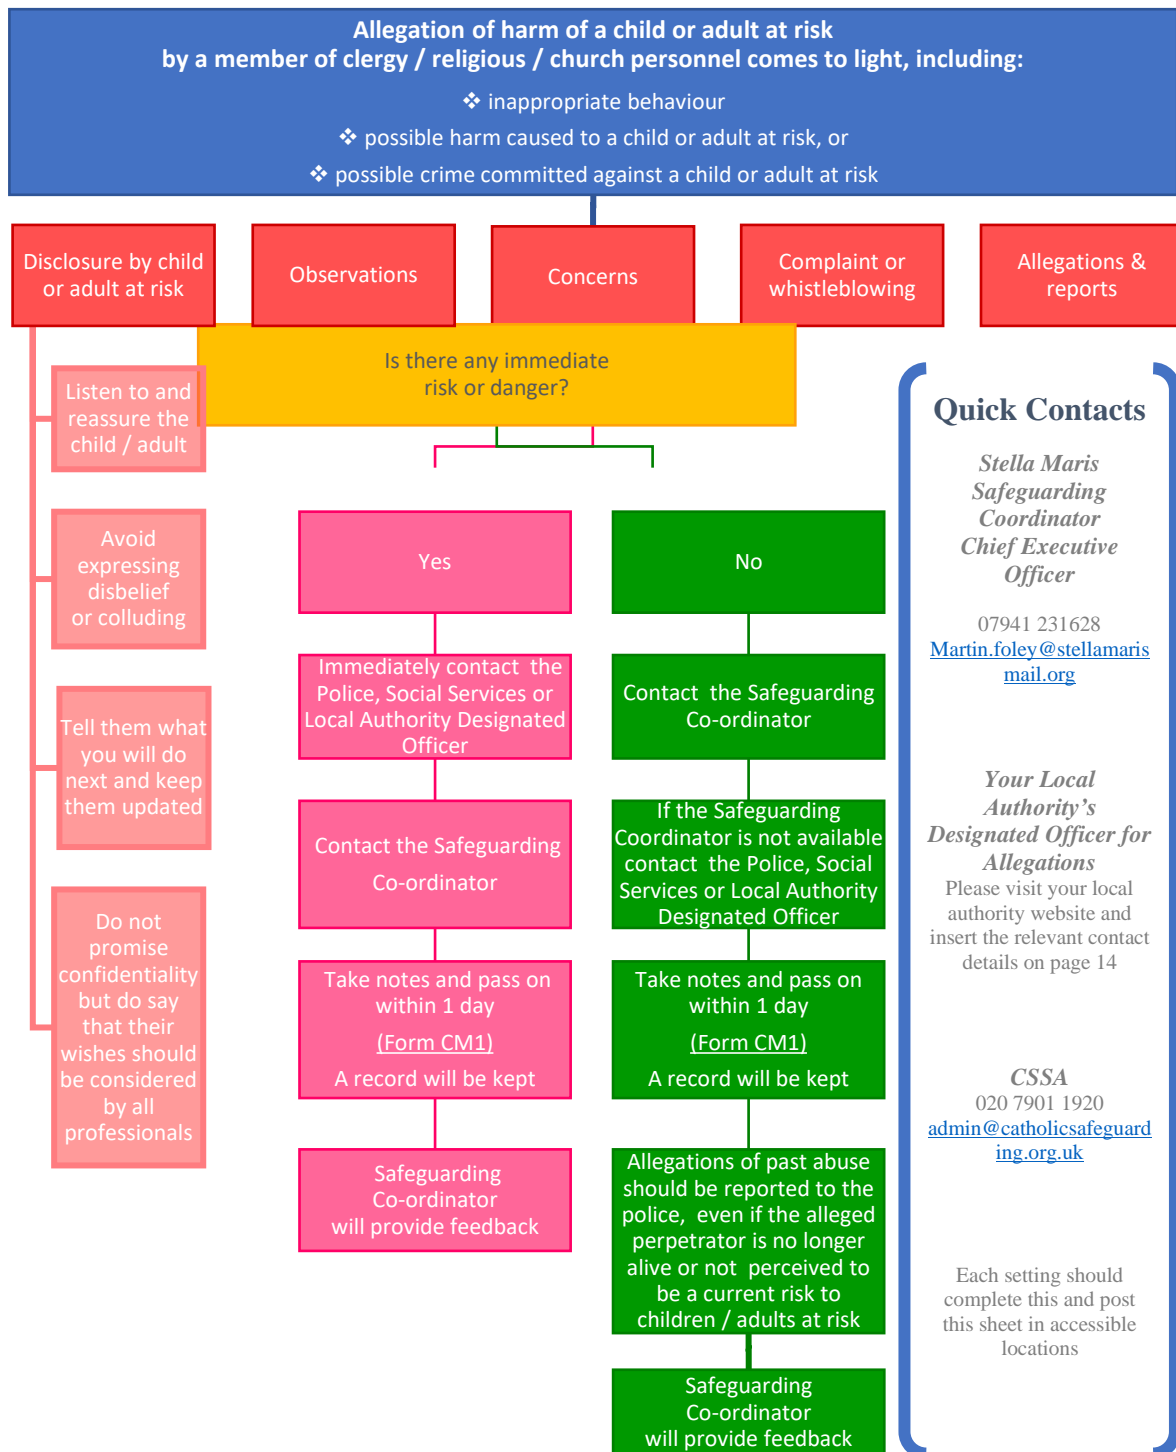 Allegation of harm of a child or adult at risk
by a member of clergy / religious / church personnel comes to light, including:
❖ inappropriate behaviour
❖ possible harm caused to a child or adult at risk, or
❖ possible crime committed against a child or adult at risk
Disclosure by child
or adult at risk
Observations
Concerns
Complaint or
whistleblowing
Allegations &
reports
Is there any immediate
risk or danger?
Listen to and
reassure the
child / adult
Avoid
expressing
disbelief
or colluding
Tell them what
you will do
next and keep
them updated
Do not
promise
confidentiality
but do say
that their
wishes should
be considered
by all
professionals
Yes
Immediately contact the
Police, Social Services or
Local Authority Designated
Officer
Contact the Safeguarding
Co-ordinator
Take notes and pass on
within 1 day
(Form CM1)
A record will be kept
Safeguarding
Co-ordinator
will provide feedback
No
Contact the Safeguarding
Co-ordinator
If the Safeguarding
Coordinator is not available
contact the Police, Social
Services or Local Authority
Designated Officer
Take notes and pass on
within 1 day
(Form CM1)
A record will be kept
Allegations of past abuse
should be reported to the
police, even if the alleged
perpetrator is no longer
alive or not perceived to
be a current risk to
children / adults at risk
Safeguarding
Co-ordinator
will provide feedback
Quick Contacts
Stella Maris
Safeguarding
Coordinator
Chief Executive
Officer
07941 231628
Martin.foley@stellamaris
mail.org
Your Local
Authority's
Designated Officer for
Allegations
Please visit your local
authority website and
insert the relevant contact
details on page 14
CSSA
020 7901 1920
admin@catholicsafeguard
ing.org.uk
Each setting should
complete this and post
this sheet in accessible
locations